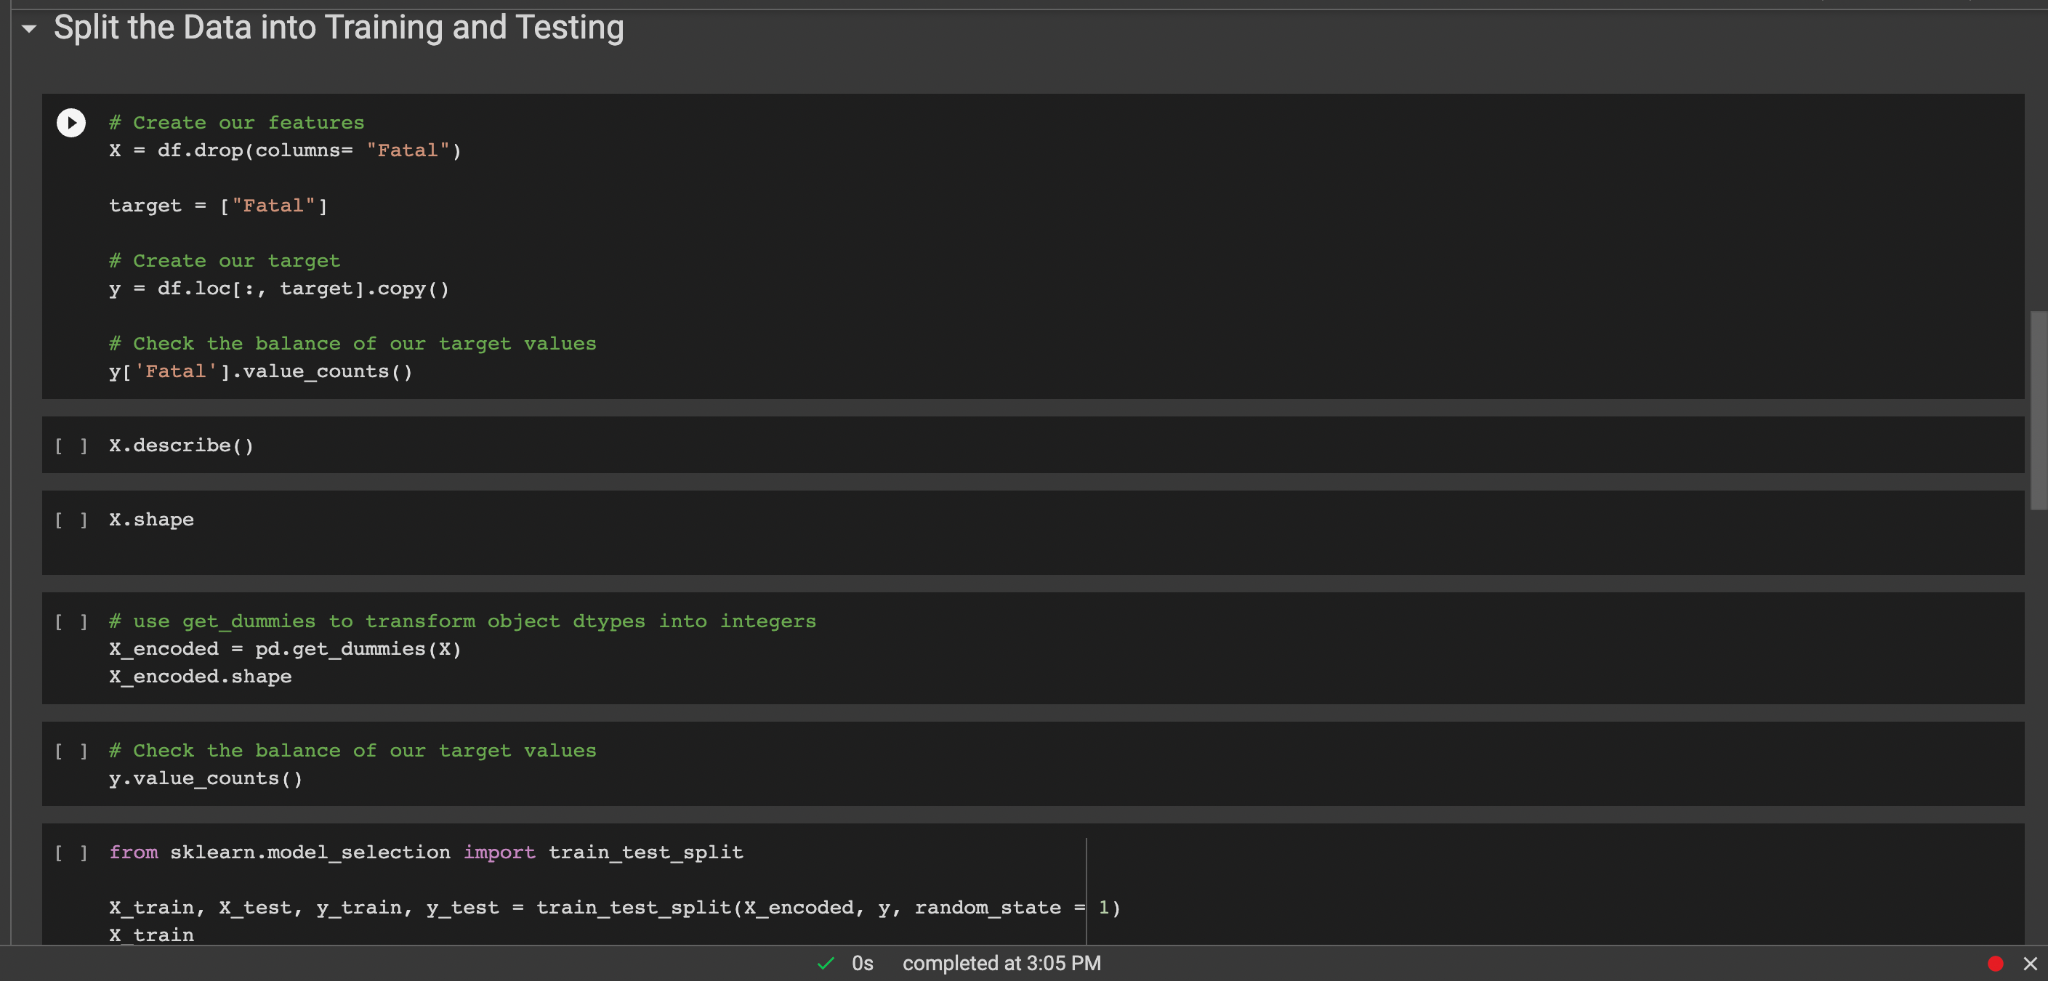 Split the Data into Training and Testing
# Create our features
X = df.drop(columns= "Fatal")
target = ["Fatal"]
# Create our target
y = df.loc[:, target].copy()
# Check the balance of our target values
y['Fatal'].value_counts()
[ ] X.describe()
[ ] X.shape
[ ] # use get_dummies to transform object dtypes into integers
X_encoded = pd.get_dummies(X)
X_encoded.shape
[ ] # Check the balance of our target values
y.value_counts()
[ ] from sklearn.model_selection import train_test_split
X_train, X_test, y_train, y_test = train_test_split(X_encoded, y, random_state = 1)
X_train
0s completed at 3:05 PM